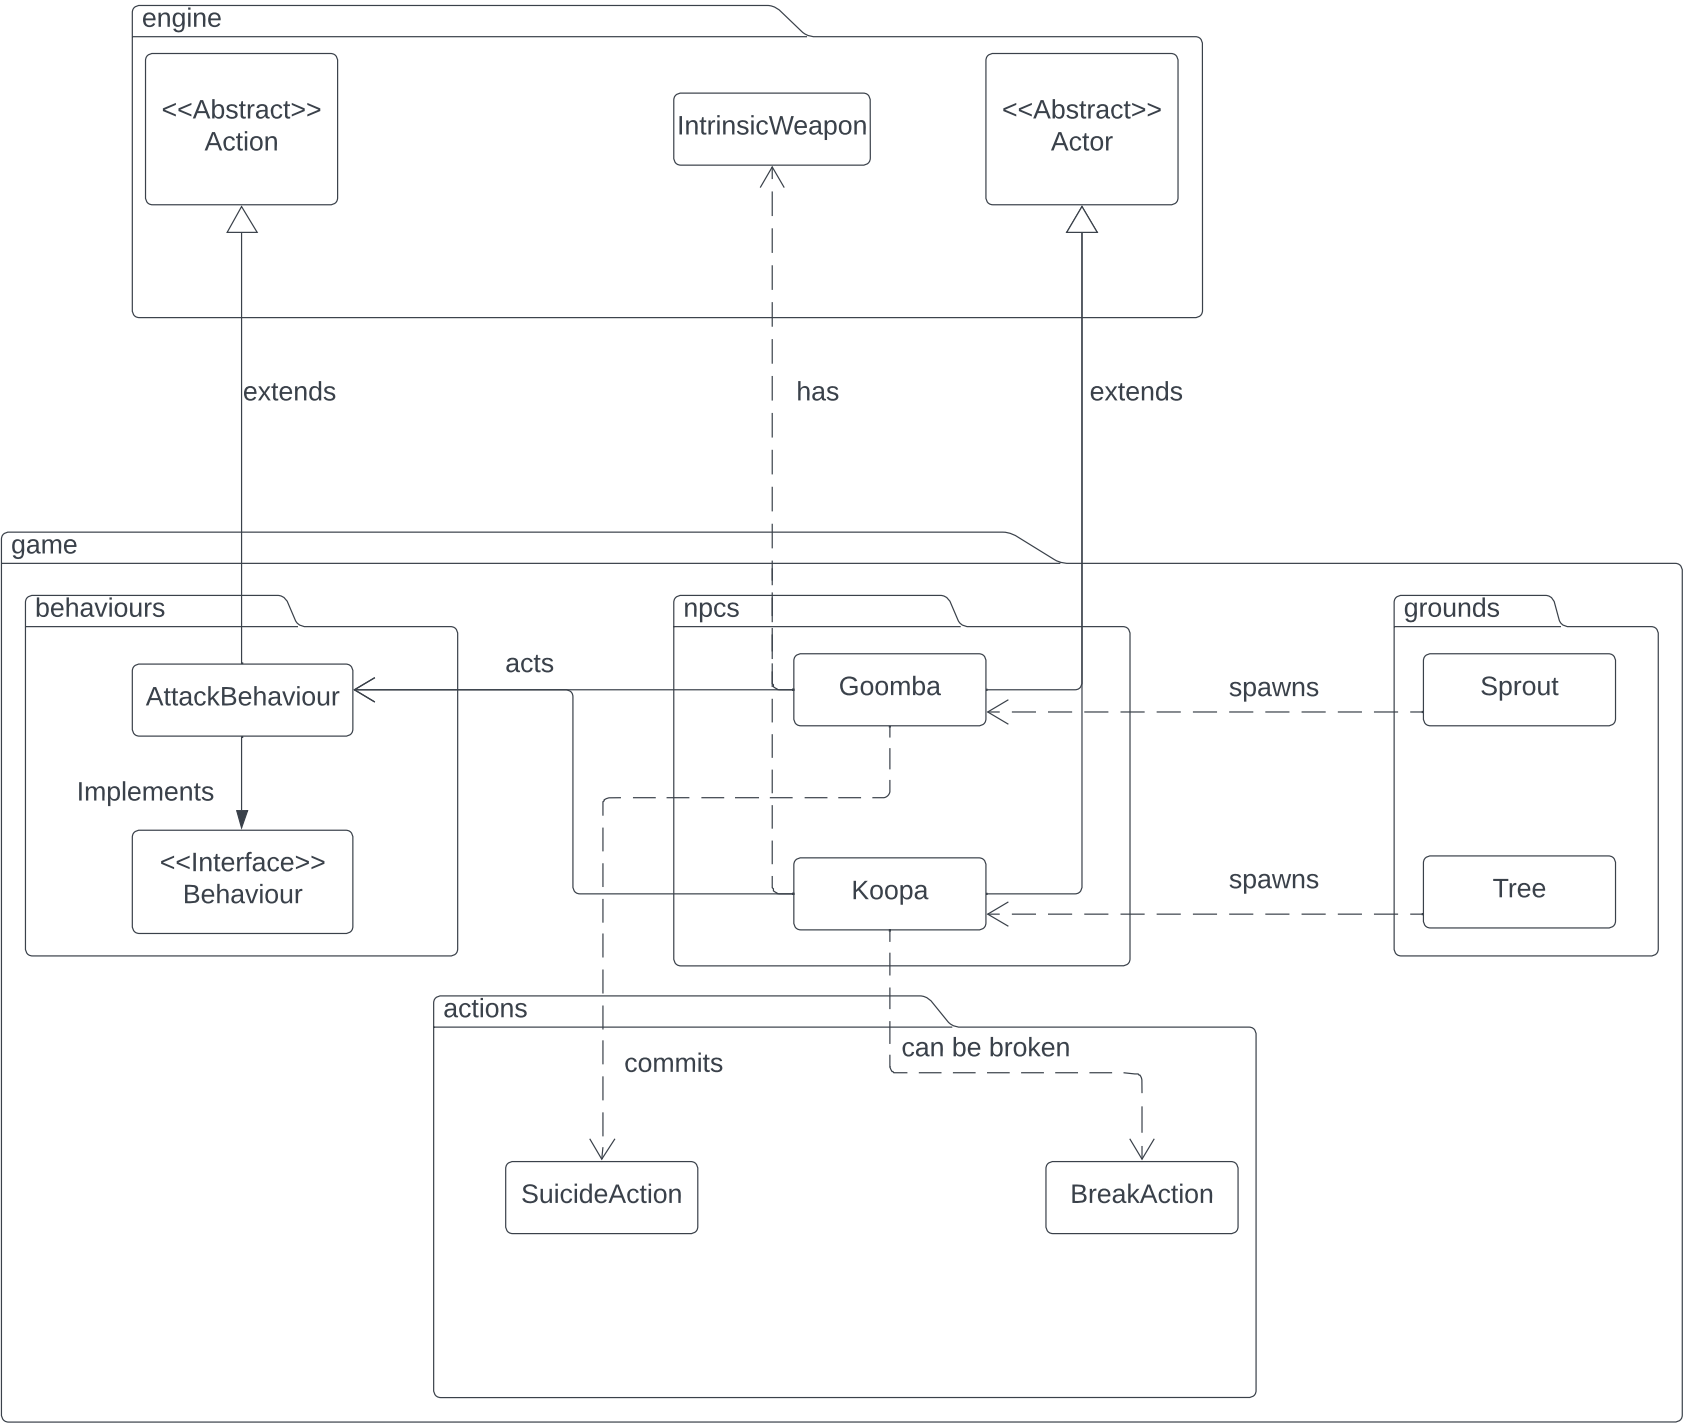 engine
<<Abstract>>
Action
IntrinsicWeapon
<<Abstract>>
Actor
extends
has
extends
game
behaviours
npcs
grounds
AttackBehaviour
acts
Goomba
spawns
Sprout
Implements
<<Interface>>
Behaviour
Koopa
spawns
Tree
actions
commits
can be broken
SuicideAction
BreakAction